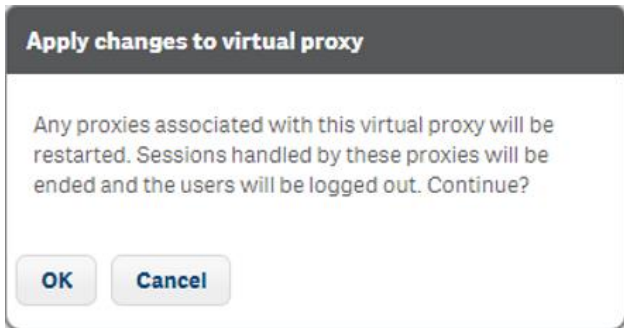 Apply changes to virtual proxy
Any proxies associated with this virtual proxy will be
restarted. Sessions handled by these proxies will be
ended and the users will be logged out. Continue?
OK Cancel